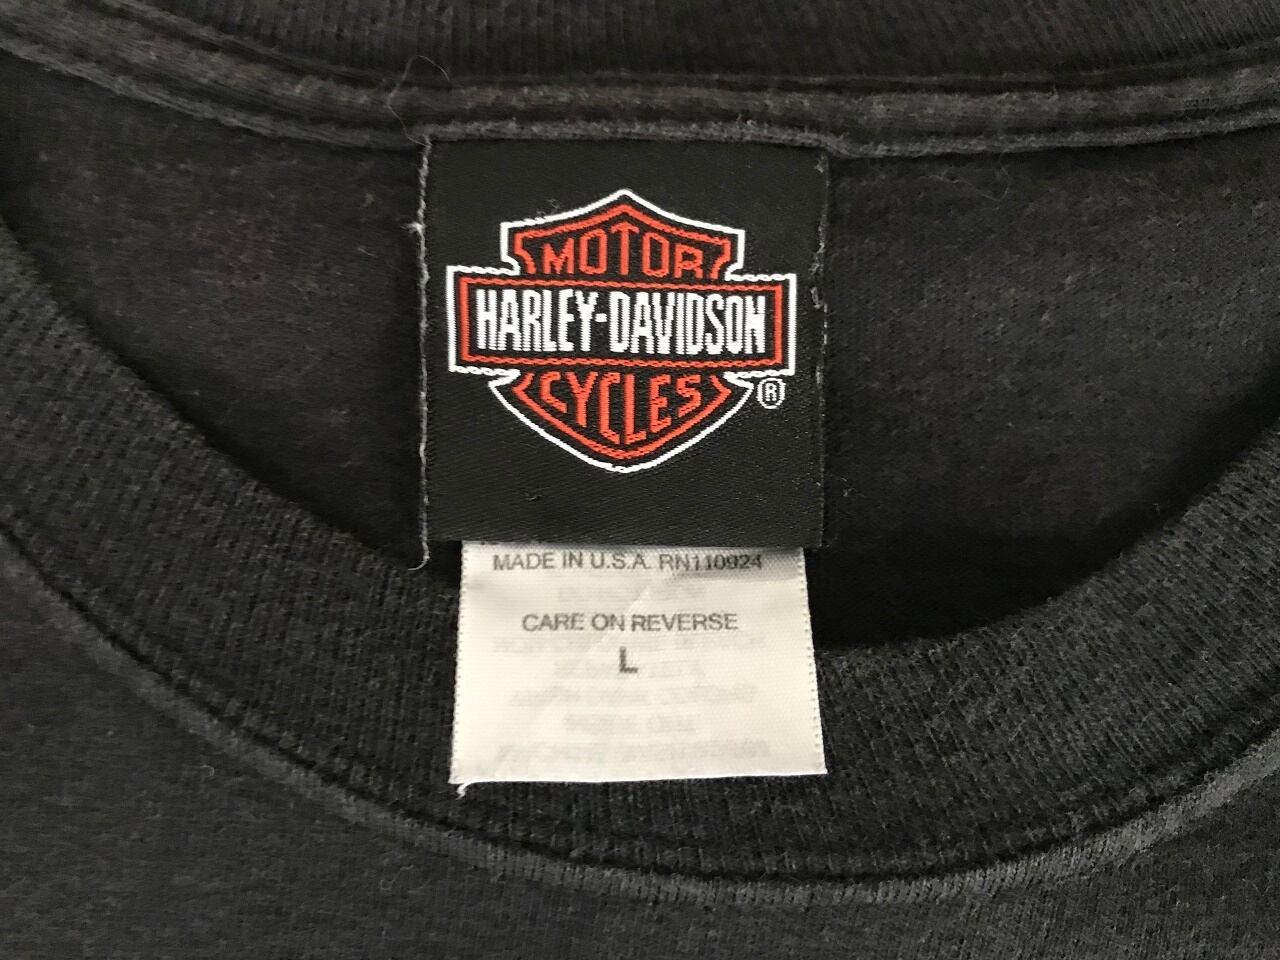 MOTOR
HARLEY-DAVIDSON
CYCLES
®
MADE IN U.S.A. RN110924
CARE ON REVERSE
L